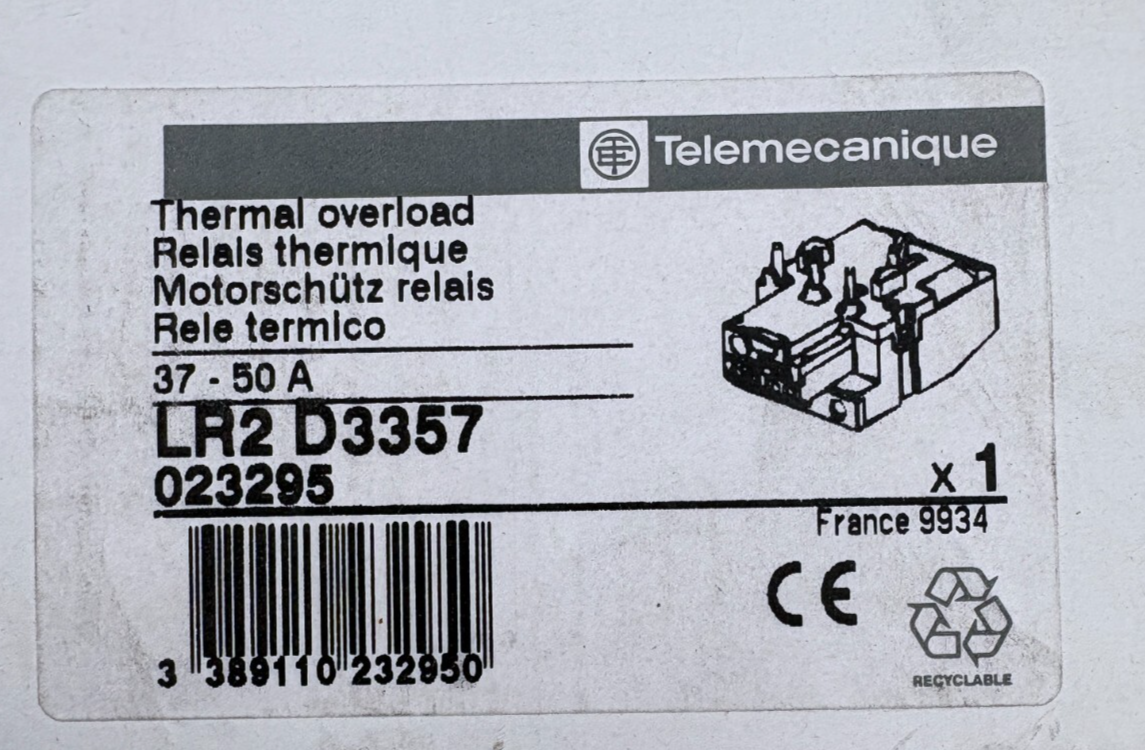 Telemecanique
Thermal overload
Relais thermique
Motorschütz relais
Rele termico
37 - 50 A
LR2 D3357
023295
x 1
France 9934
CE
3 389110 232950
RECYCLABLE